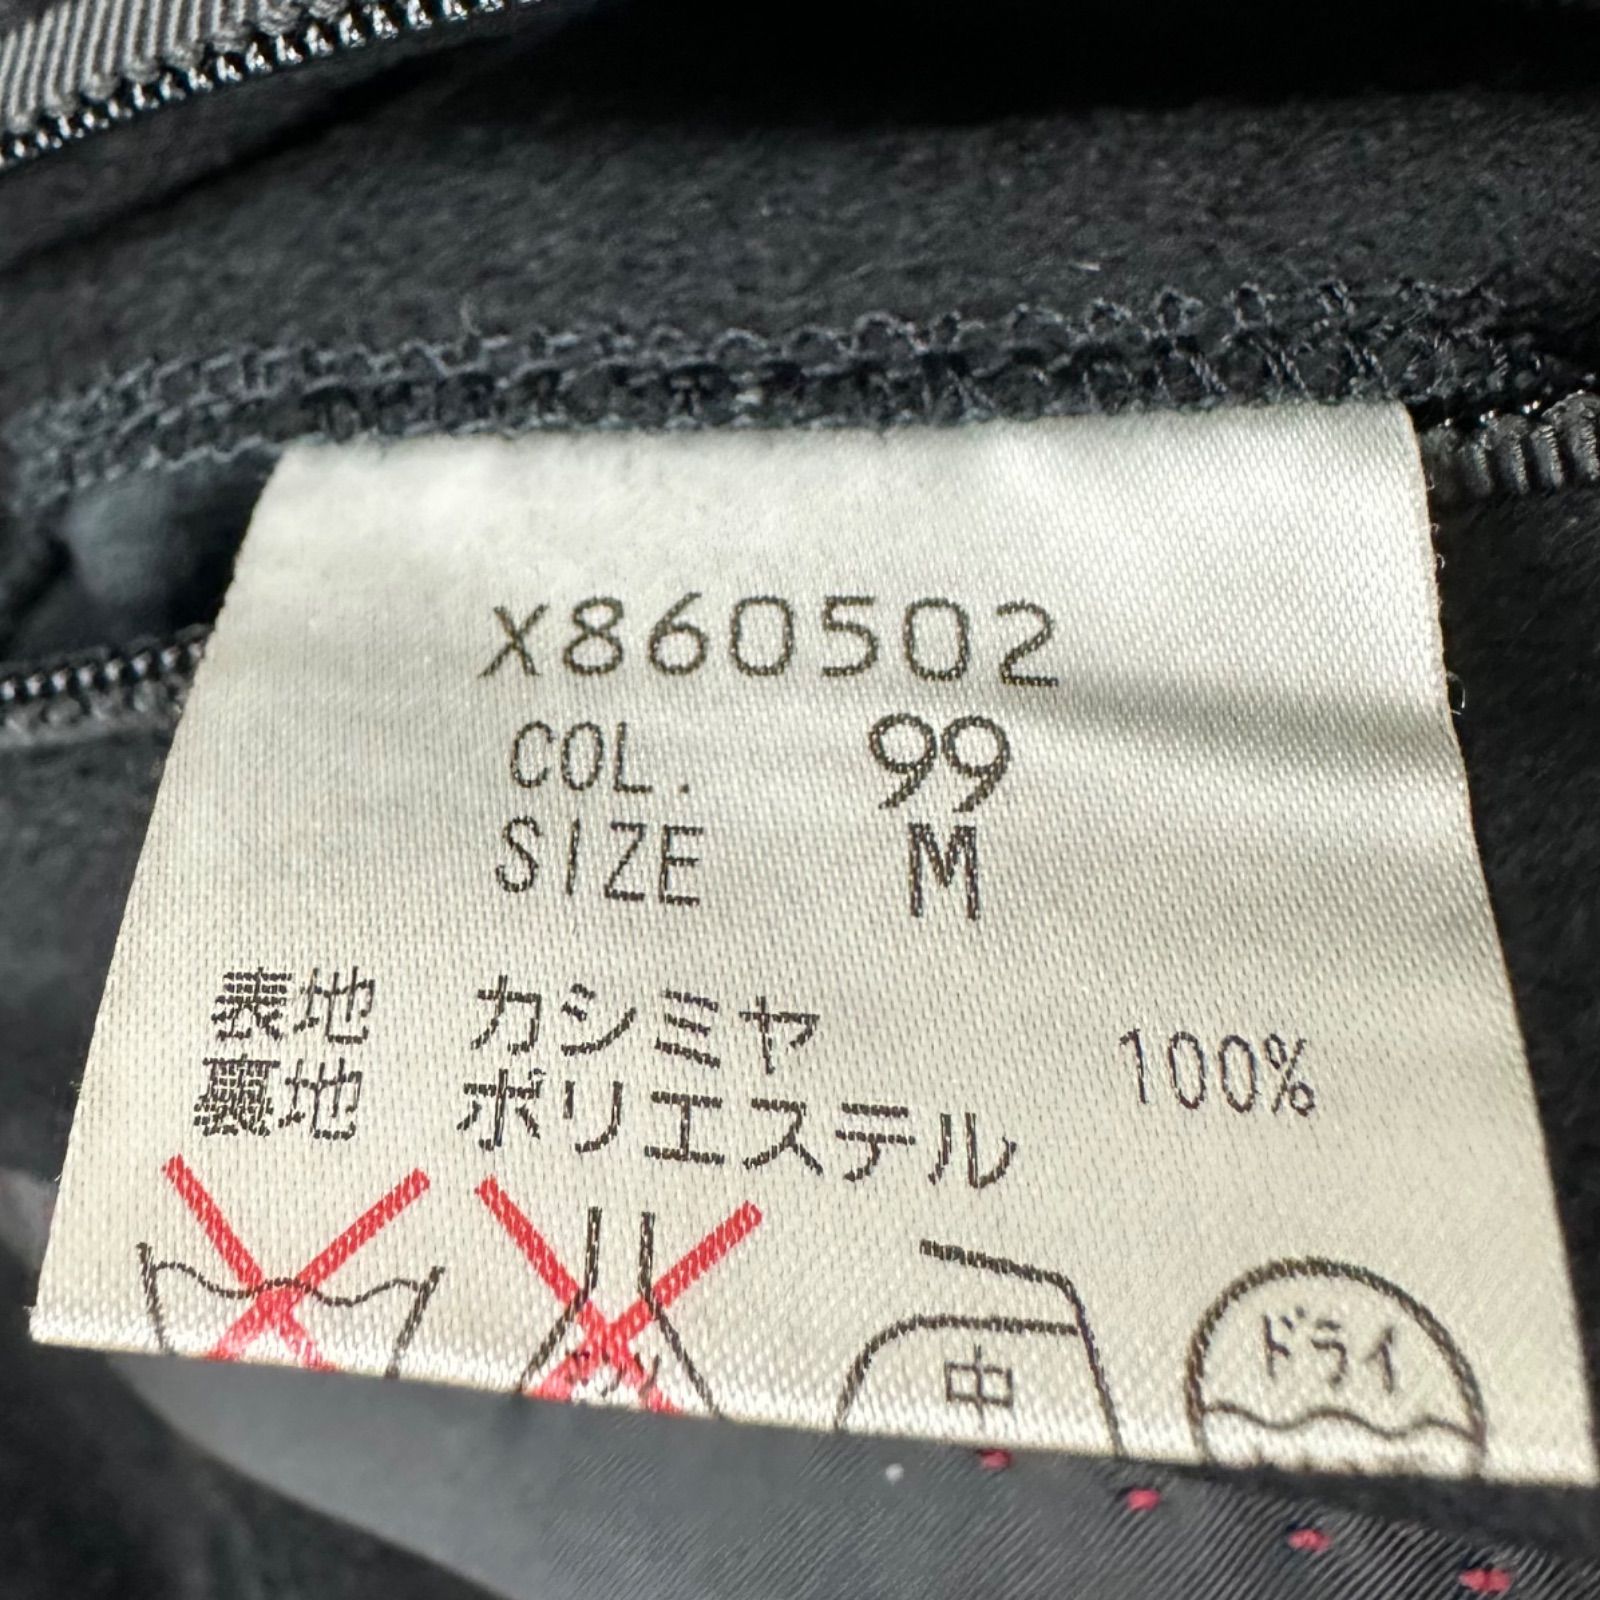 X860502
COL. 99
SIZE M
表地 カシミヤ 100%
裏地 ポリエステル
中 ドライ